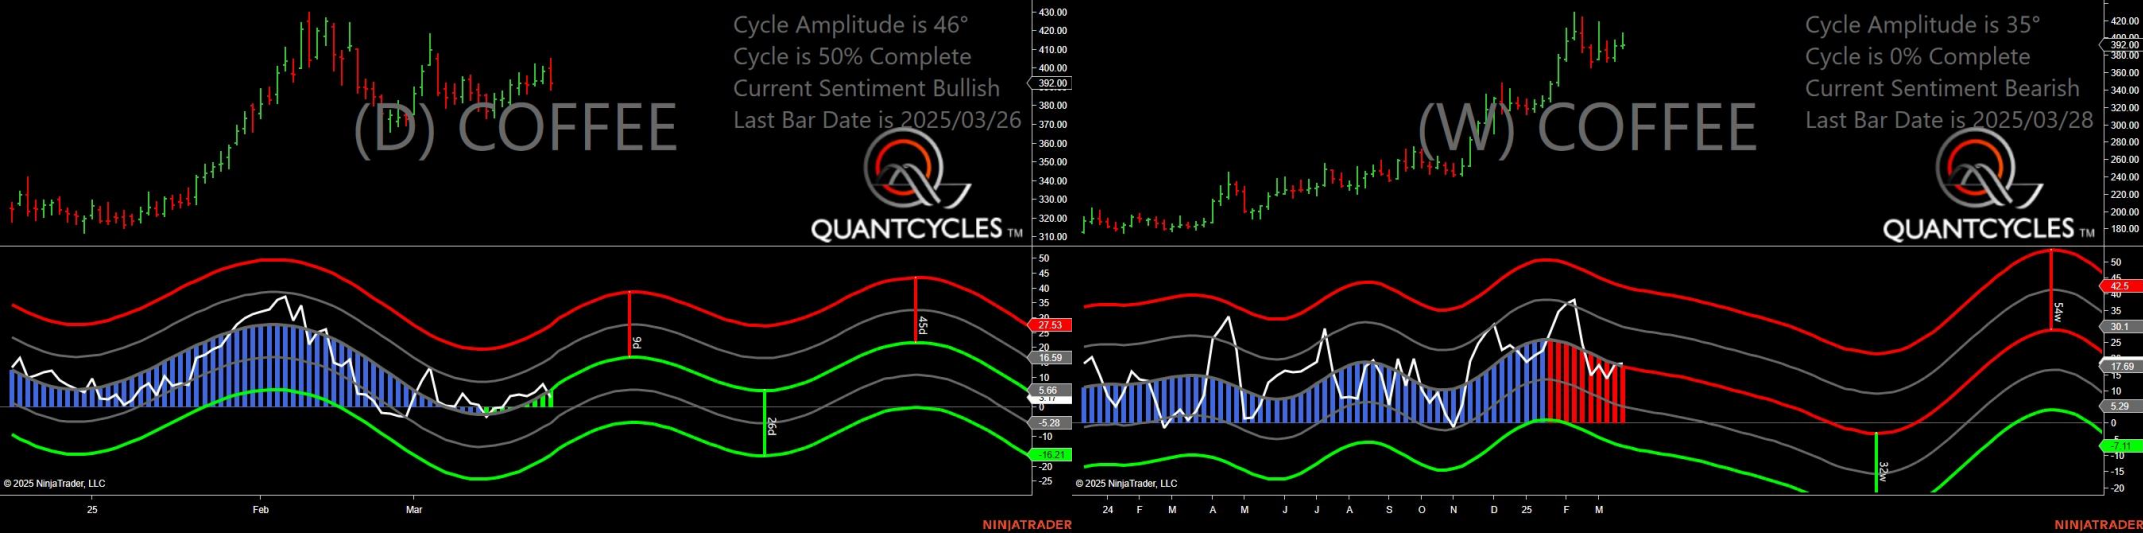 Cycle Amplitude is 46°
Cycle is 50% Complete
Current Sentiment Bullish
Last Bar Date is 2025/03/26
(D) COFFEE
QUANTCYCLES TM
430.00
420.00
410.00
400.00
392.00
380.00
370.00
360.00
350.00
340.00
330.00
320.00
310.00
9d
26d
45d
50
45
40
35
30
27.53
25
20
16.59
10
5.66
0
-5.28
-10
-16.21
-20
-25
© 2025 NinjaTrader, LLC
25
Feb
Mar
NINJATRADER
Cycle Amplitude is 35°
Cycle is 0% Complete
Current Sentiment Bearish
Last Bar Date is 2025/03/28
(W) COFFEE
QUANTCYCLES TM
420.00
400.00
392.00
380.00
360.00
340.00
320.00
300.00
280.00
260.00
240.00
220.00
200.00
180.00
54w
32w
50
45
42.5
40
35
30.1
25
17.69
15
10
5.29
0
-7.11
-10
-15
-20
© 2025 NinjaTrader, LLC
24
F
M
A
M
J
J
A
S
O
N
D
25
F
M
NINJATRADER